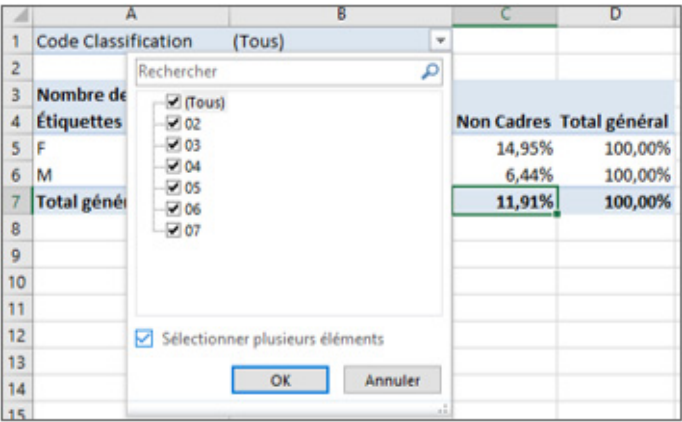 A B C D
1 Code Classification (Tous)
2 Rechercher
3 Nombre de
(Tous)
4 Étiquettes Non Cadres Total général
02
5 F 03 14,95% 100,00%
6 M 04 6,44% 100,00%
05
7 Total géné 11,91% 100,00%
06
8 07
9
10
11
12 Sélectionner plusieurs éléments
13
14 OK Annuler
15